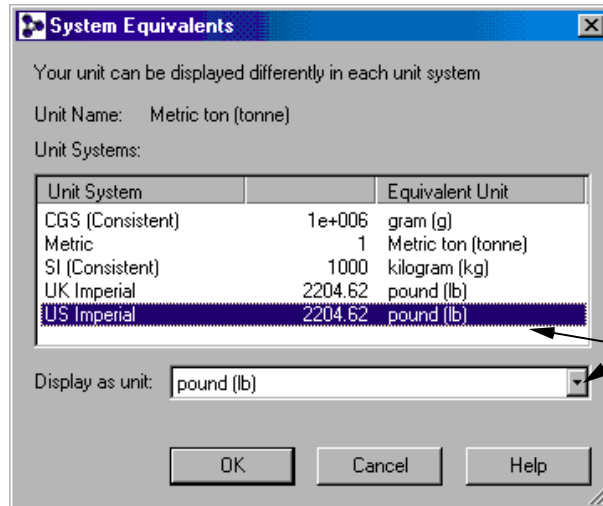 System Equivalents
Your unit can be displayed differently in each unit system
Unit Name: Metric ton (tonne)
Unit Systems:
Unit System Equivalent Unit
CGS (Consistent) 1e+006 gram (g)
Metric 1 Metric ton (tonne)
SI (Consistent) 1000 kilogram (kg)
UK Imperial 2204.62 pound (lb)
US Imperial 2204.62 pound (lb)
Display as unit: pound (lb)
OK Cancel Help